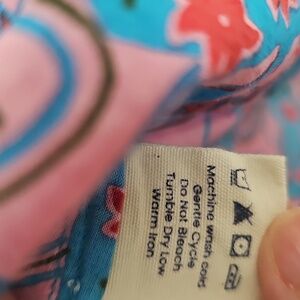 Machine wash cold
Gentle Cycle
Do Not Bleach
Tumble Dry Low
Warm Iron